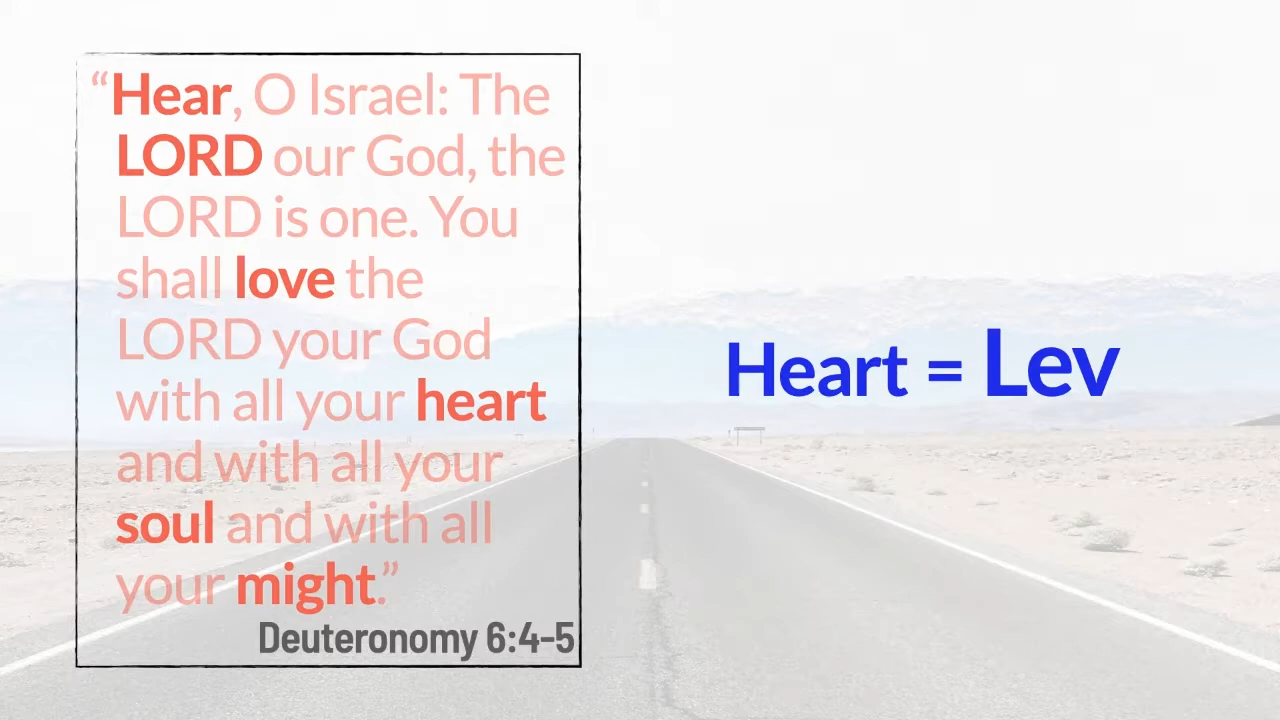 “Hear, O Israel: The
LORD our God, the
LORD is one. You
shall love the
LORD your God
with all your heart
and with all your
soul and with all
your might.”
Deuteronomy 6:4-5
Heart = Lev